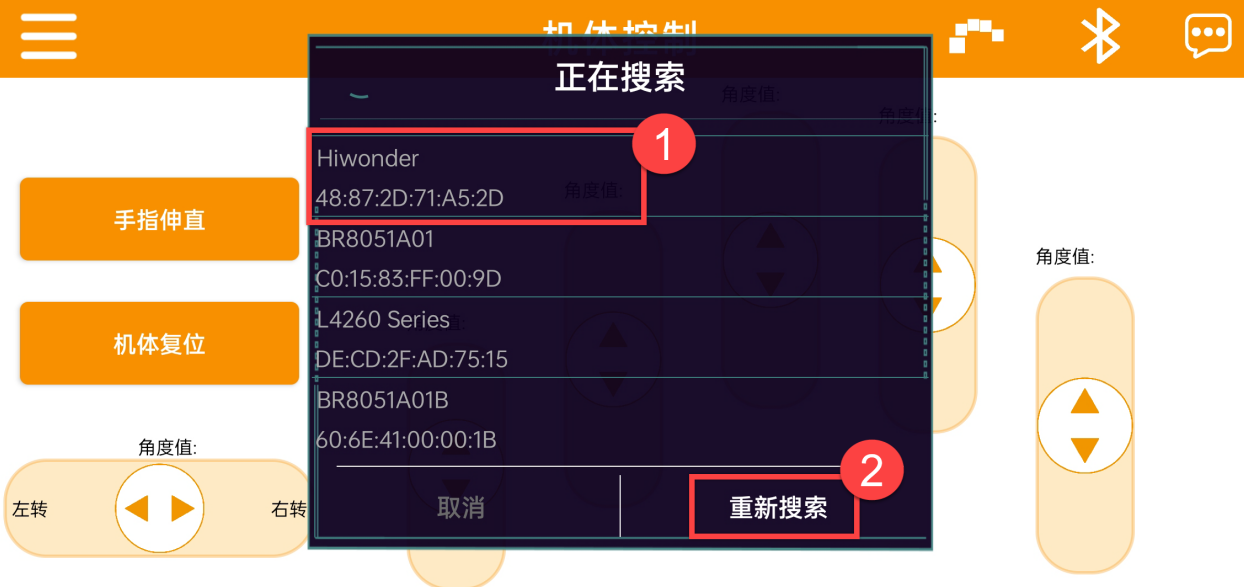 机体控制
正在搜索
角度值:
角度值:
Hiwonder
1
48:87:2D:71:A5:2D
角度值:
手指伸直
BR8051A01
C0:15:83:FF:00:9D
角度值:
L4260 Series
机体复位
DE:CD:2F:AD:75:15
BR8051A01B
60:6E:41:00:00:1B
角度值:
2
左转
右转
取消
重新搜索